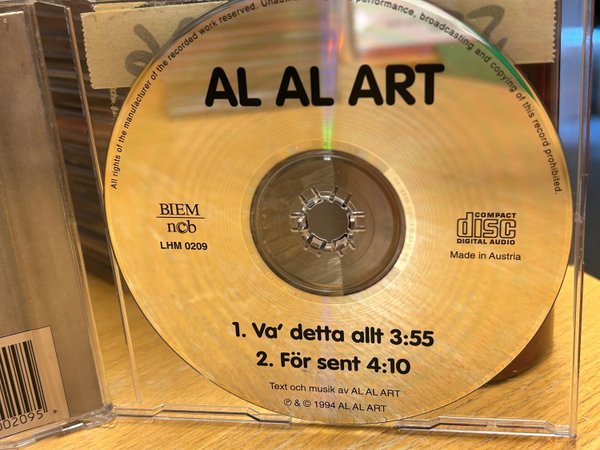 All rights of the manufacturer of the recorded work reserved. Unauth performance, broadcasting and copying of this record prohibited.
AL AL ART
BIEM
ncb
LHM 0209
COMPACT
disc
DIGITAL AUDIO
Made in Austria
1. Va' detta allt 3:55
2. För sent 4:10
Text och musik av AL AL ART
℗ & © 1994 AL AL ART
002095